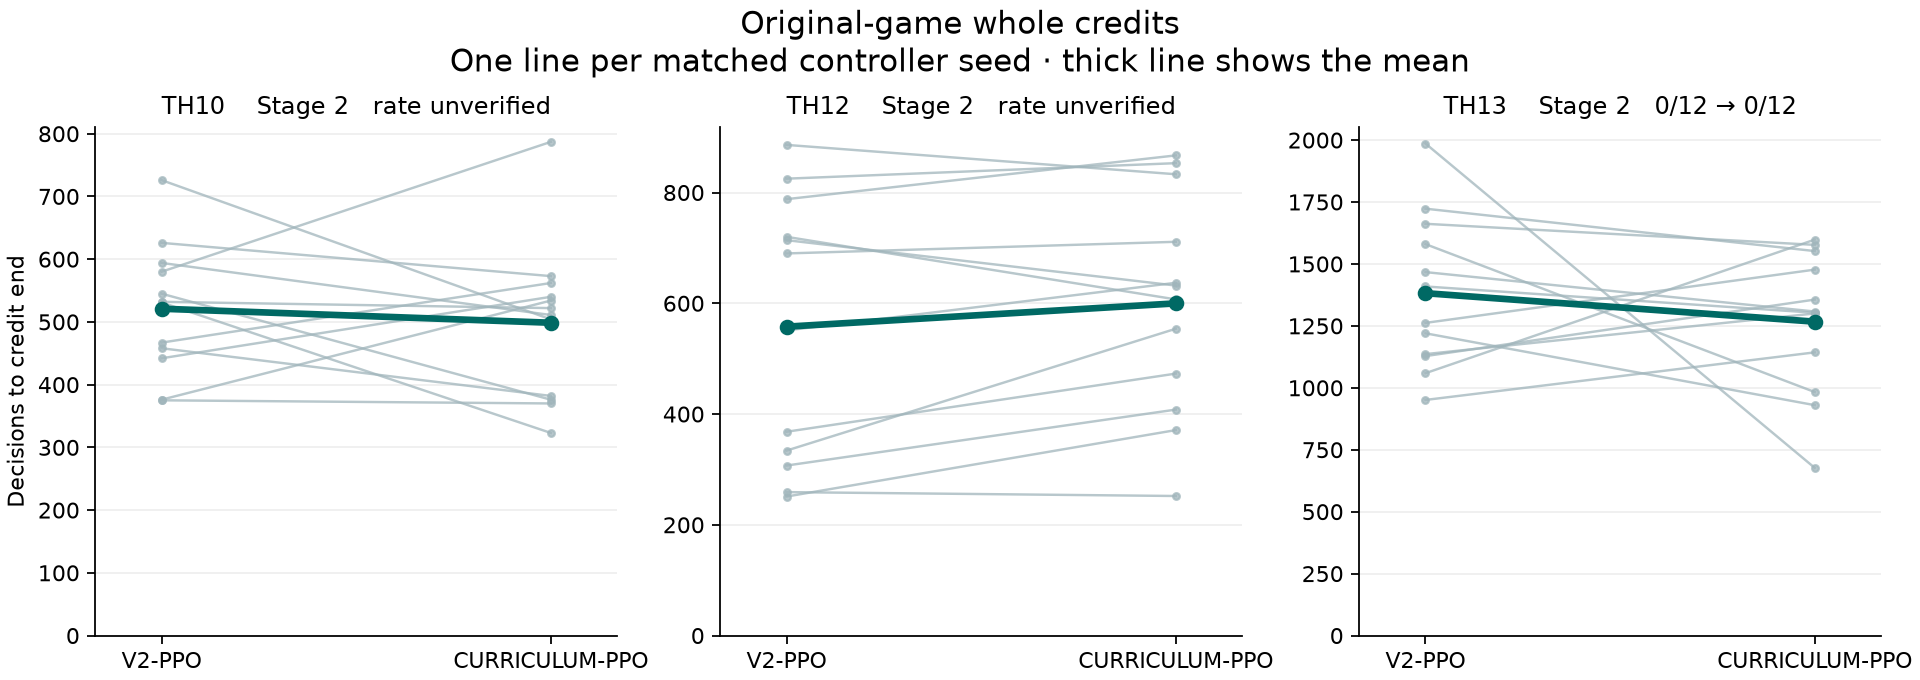 Original-game whole credits
One line per matched controller seed · thick line shows the mean
TH10 Stage 2 rate unverified
Decisions to credit end
800
700
600
500
400
300
200
100
0
V2-PPO CURRICULUM-PPO
TH12 Stage 2 rate unverified
800
600
400
200
0
V2-PPO CURRICULUM-PPO
TH13 Stage 2 0/12 → 0/12
2000
1750
1500
1250
1000
750
500
250
0
V2-PPO CURRICULUM-PPO